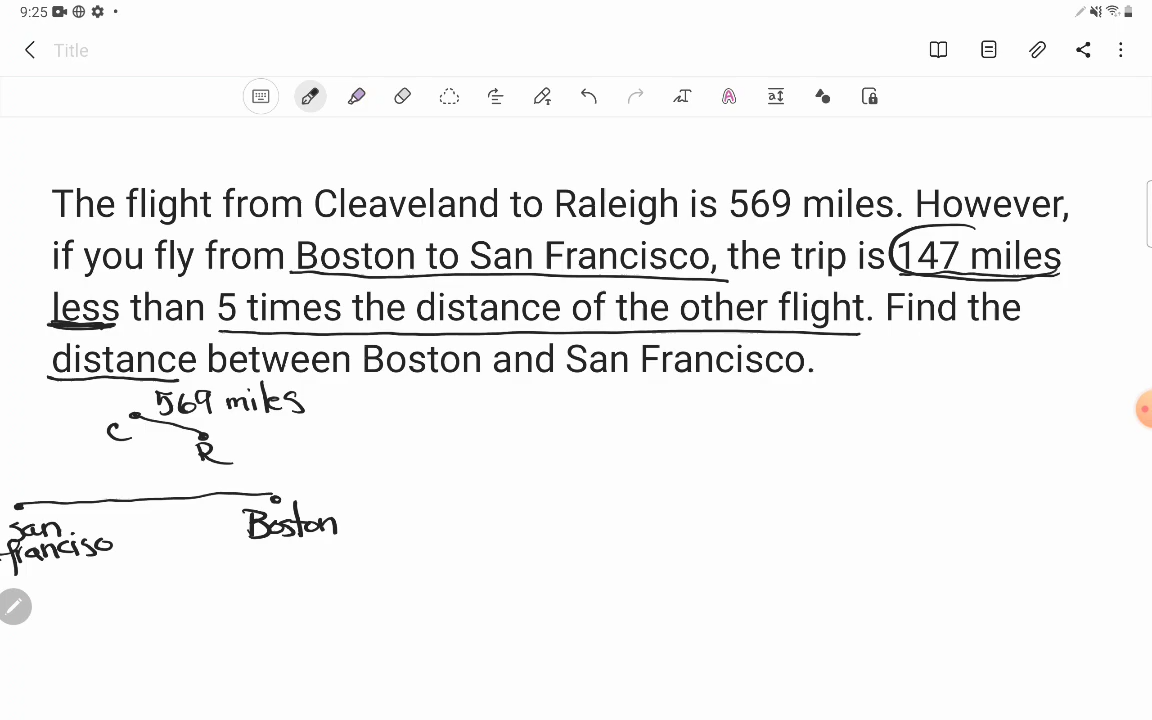 9:25
Title
The flight from Cleaveland to Raleigh is 569 miles. However,
if you fly from Boston to San Francisco, the trip is 147 miles
less than 5 times the distance of the other flight. Find the
distance between Boston and San Francisco.
569 miles
C
R
San
franciso
Boston